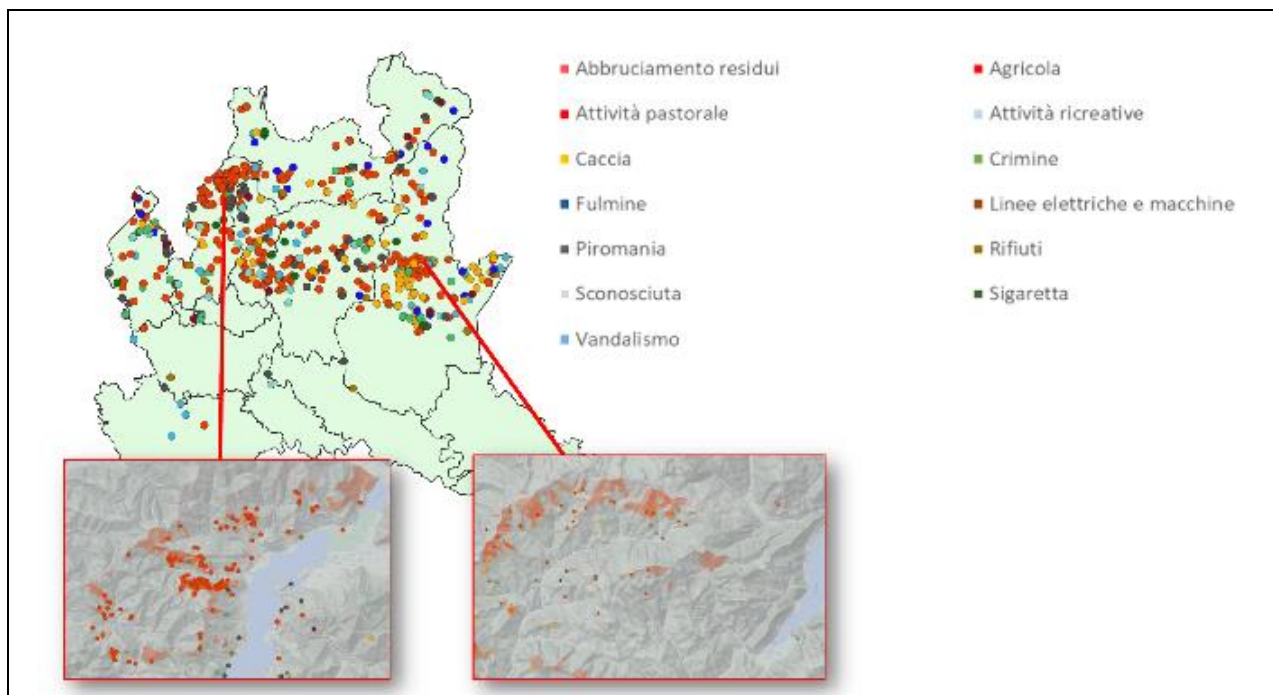 Abbruciamento residui
Agricola
Attività pastorale
Attività ricreative
Caccia
Crimine
Fulmine
Linee elettriche e macchine
Piromania
Rifiuti
Sconosciuta
Sigaretta
Vandalismo